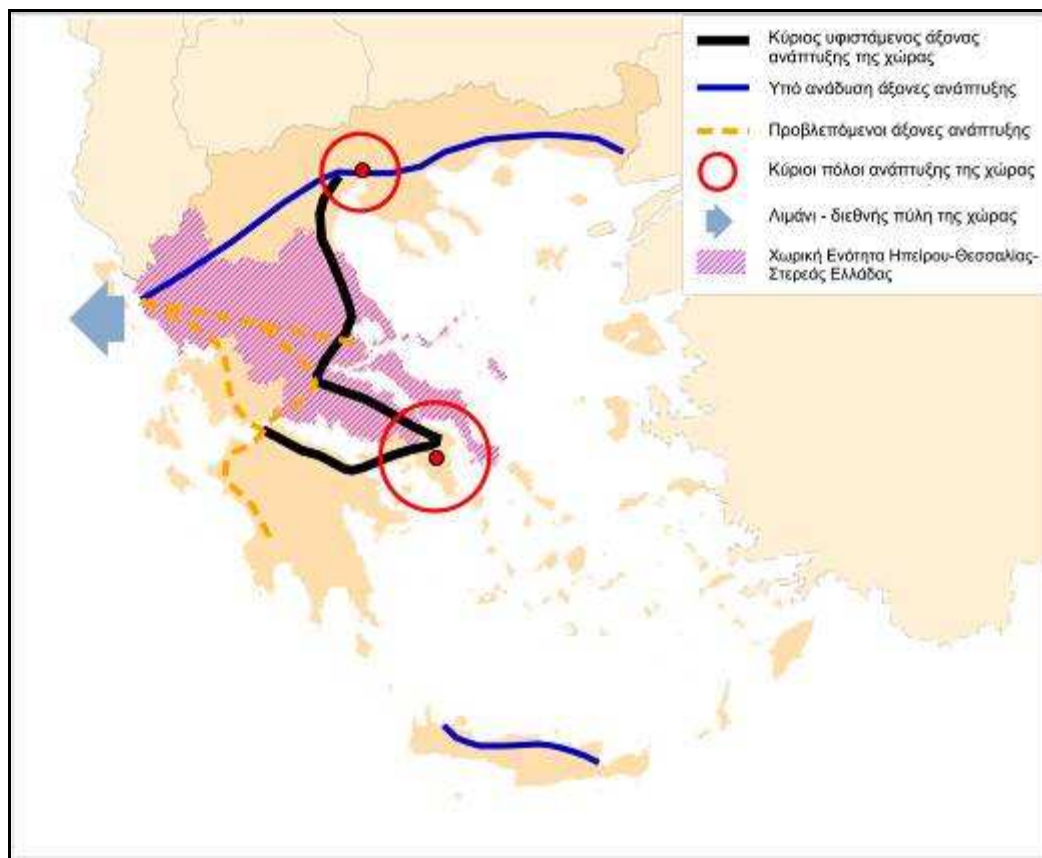 Κύριος υφιστάμενος άξονας
ανάπτυξης της χώρας
Υπό ανάδυση άξονες ανάπτυξης
Προβλεπόμενοι άξονες ανάπτυξης
Κύριοι πόλοι ανάπτυξης της χώρας
Λιμάνι - διεθνής πύλη της χώρας
Χωρική Ενότητα Ηπείρου-Θεσσαλίας-
Στερεάς Ελλάδας